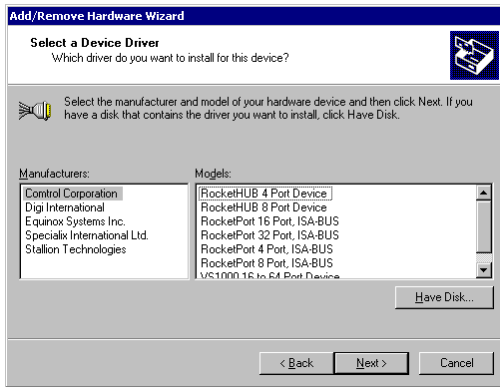 Add/Remove Hardware Wizard
Select a Device Driver
Which driver do you want to install for this device?
Select the manufacturer and model of your hardware device and then click Next. If you
have a disk that contains the driver you want to install, click Have Disk.
Manufacturers:
Comtrol Corporation
Digi International
Equinox Systems Inc.
Specialix International Ltd.
Stallion Technologies
Models:
RocketHUB 4 Port Device
RocketHUB 8 Port Device
RocketPort 16 Port, ISA-BUS
RocketPort 32 Port, ISA-BUS
RocketPort 4 Port, ISA-BUS
RocketPort 8 Port, ISA-BUS
VS1000 16 to 64 Port Device
Have Disk...
< Back
Next >
Cancel